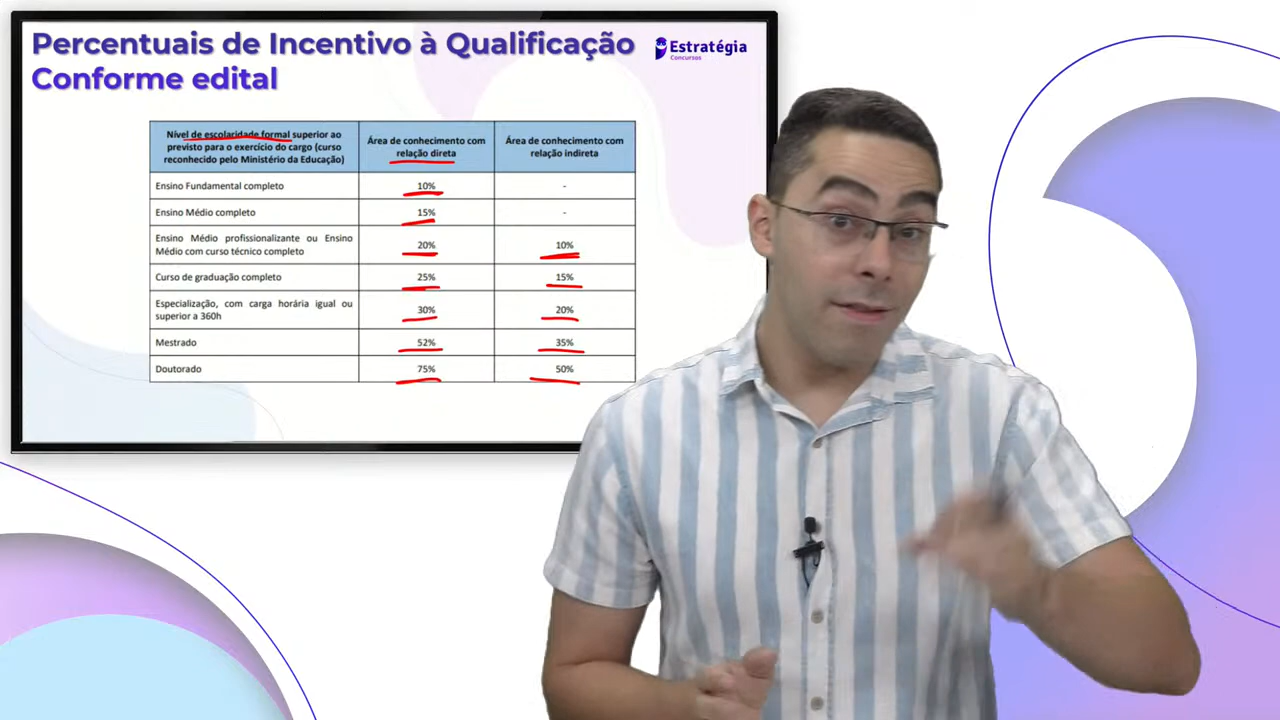 Percentuais de Incentivo à Qualificação
Conforme edital
Estratégia
Concursos
Nível de escolaridade formal superior ao
previsto para o exercício do cargo (curso
reconhecido pelo Ministério da Educação)
Área de conhecimento com
relação direta
Área de conhecimento com
relação indireta
Ensino Fundamental completo
10%
-
Ensino Médio completo
15%
-
Ensino Médio profissionalizante ou Ensino
Médio com curso técnico completo
20%
10%
Curso de graduação completo
25%
15%
Especialização, com carga horária igual ou
superior a 360h
30%
20%
Mestrado
52%
35%
Doutorado
75%
50%